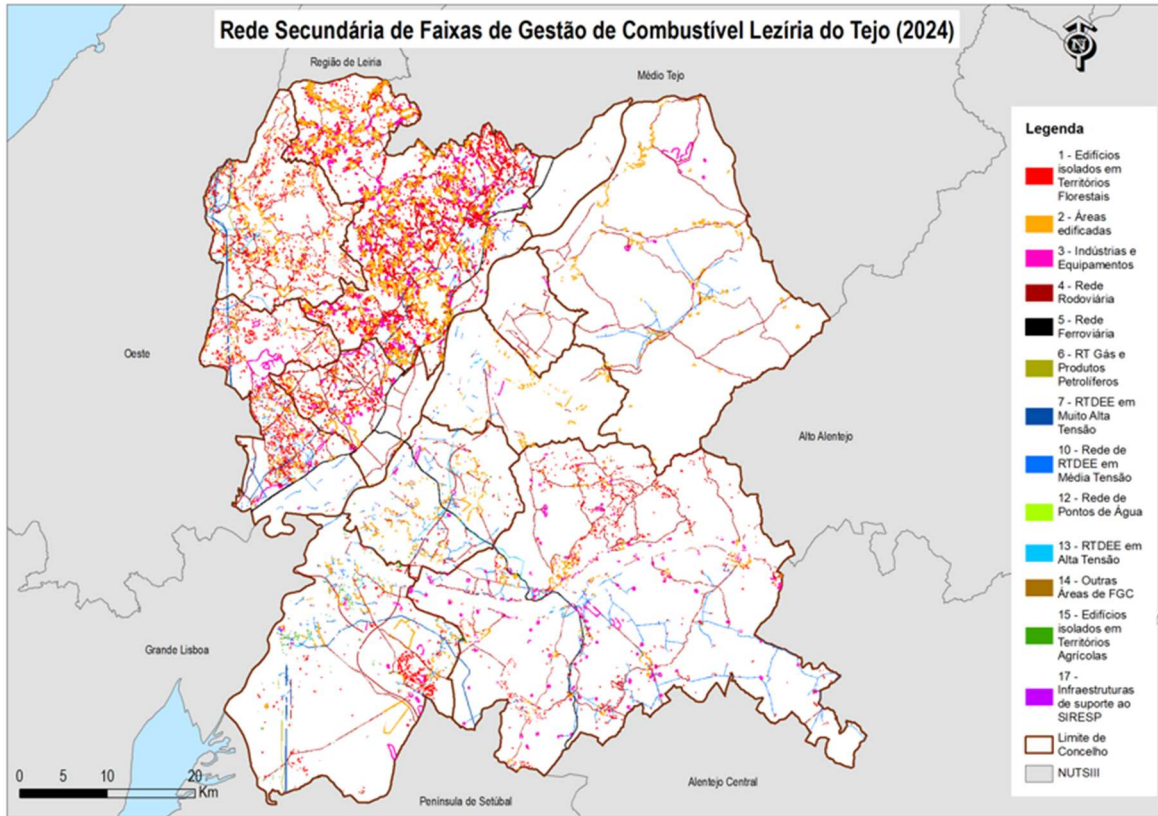 Rede Secundária de Faixas de Gestão de Combustível Lezíria do Tejo (2024)
N
Região de Leiria
Médio Tejo
Oeste
Alto Alentejo
Grande Lisboa
Alentejo Central
Península de Setúbal
Legenda
1 - Edifícios
isolados em
Territórios
Florestais
2 - Áreas
edificadas
3 - Indústrias e
Equipamentos
4 - Rede
Rodoviária
5 - Rede
Ferroviária
6 - RT Gás e
Produtos
Petrolíferos
7 - RTDEE em
Muito Alta
Tensão
10 - Rede de
RTDEE em
Média Tensão
12 - Rede de
Pontos de Água
13 - RTDEE em
Alta Tensão
14 - Outras
Áreas de FGC
15 - Edifícios
isolados em
Territórios
Agrícolas
17 -
Infraestruturas
de suporte ao
SIRESP
Limite de
Concelho
NUTSIII
0 5 10 20
Km